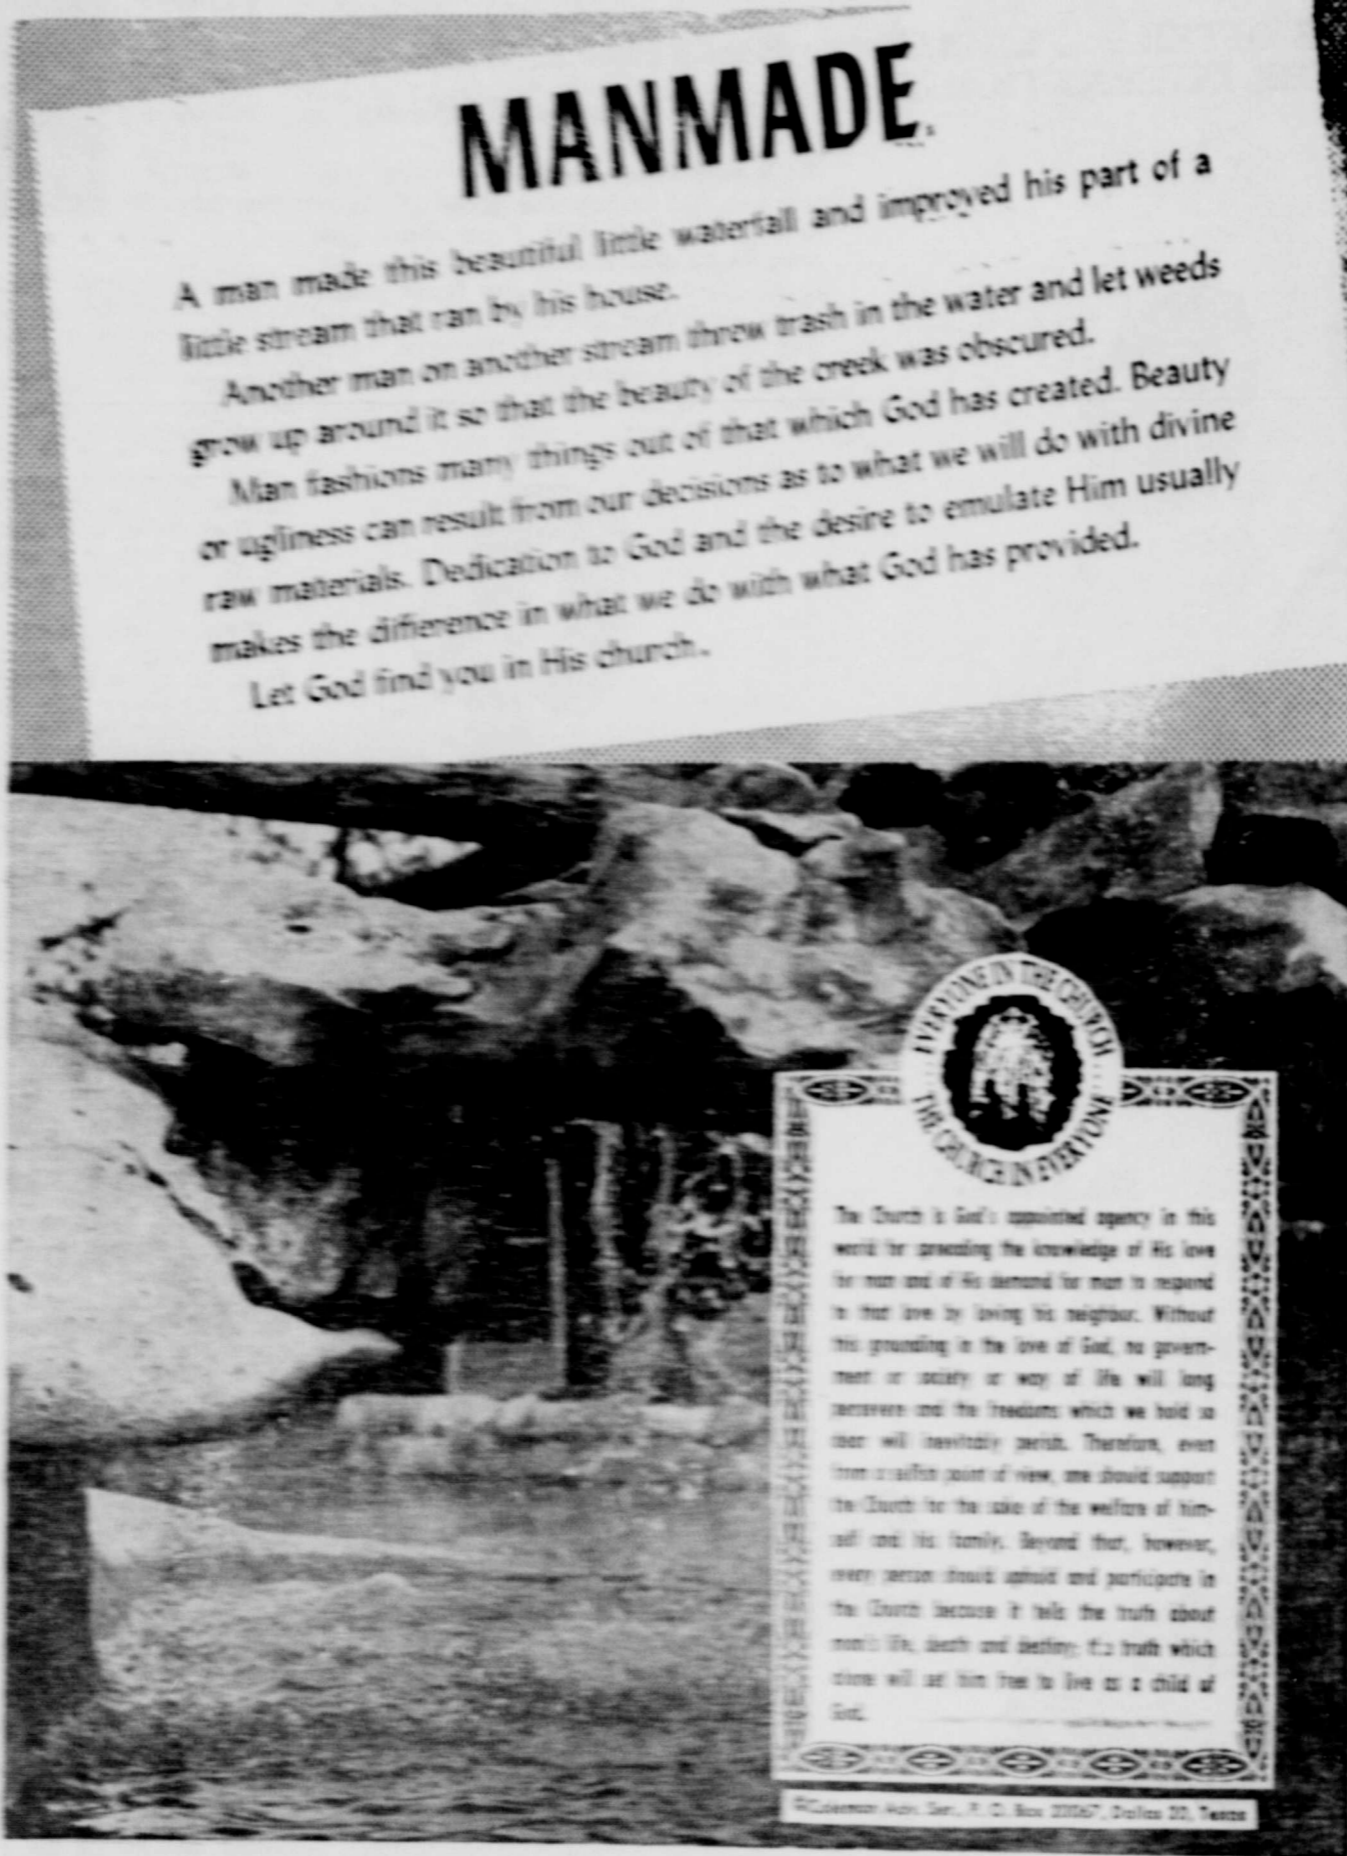 MANMADE
A man made this beautiful little waterfall and improved his part of a
little stream that ran by his house.
Another man on another stream threw trash in the water and let weeds
grow up around it so that the beauty of the creek was obscured.
Man fashions many things out of that which God has created. Beauty
or ugliness can result from our decisions as to what we will do with divine
raw materials. Dedication to God and the desire to emulate Him usually
makes the difference in what we do with what God has provided.
Let God find you in His church.
EVERYONE IN THE CHURCH
THE CHURCH IN EVERYONE
The Church is God's appointed agency in this
world for spreading the knowledge of His love
for man and of His demand for man to respond
to that love by loving his neighbor. Without
this grounding in the love of God, no govern-
ment or society or way of life will long
persevere and the freedoms which we hold so
dear will inevitably perish. Therefore, even
from a selfish point of view, one should support
the Church for the sake of the welfare of him-
self and his family. Beyond that, however,
every person should uphold and participate in
the Church because it tells the truth about
man's life, death and destiny; the truth which
alone will set him free to live as a child of
God.
©Coleman Adv. Ser., P. O. Box 20067, Dallas 20, Texas